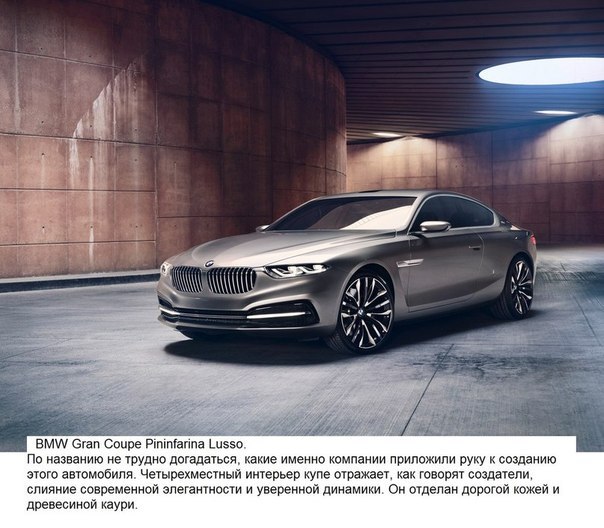 BMW Gran Coupe Pininfarina Lusso.
По названию не трудно догадаться, какие именно компании приложили руку к созданию
этого автомобиля. Четырехместный интерьер купе отражает, как говорят создатели,
слияние современной элегантности и уверенной динамики. Он отделан дорогой кожей и
древесиной каури.